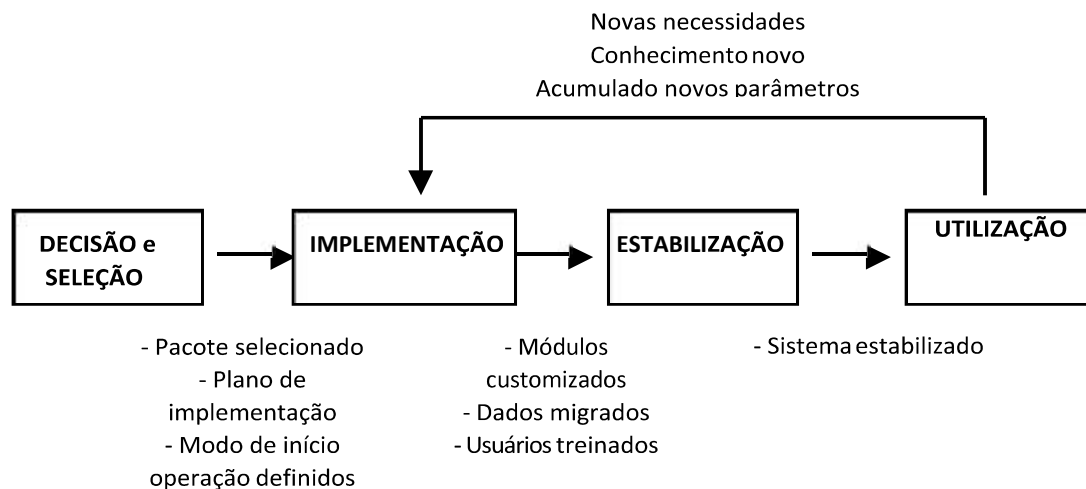 Novas necessidades
Conhecimento novo
Acumulado novos parâmetros
DECISÃO e
SELEÇÃO
IMPLEMENTAÇÃO
ESTABILIZAÇÃO
UTILIZAÇÃO
- Pacote selecionado
- Plano de
implementação
- Modo de início
operação definidos
- Módulos
customizados
- Dados migrados
- Usuários treinados
- Sistema estabilizado